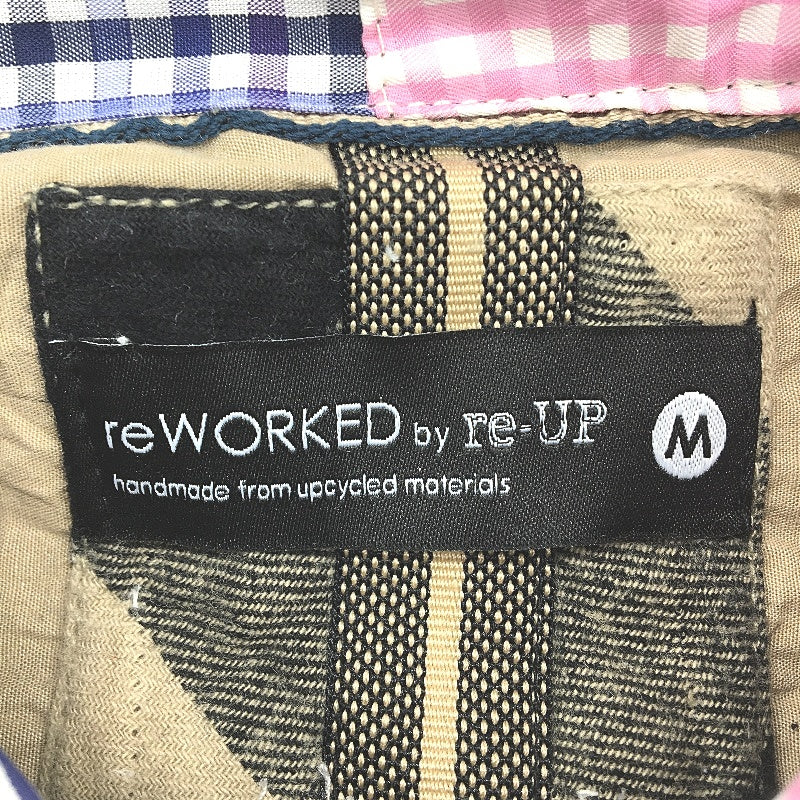 reWORKED by re-UP M
handmade from upcycled materials